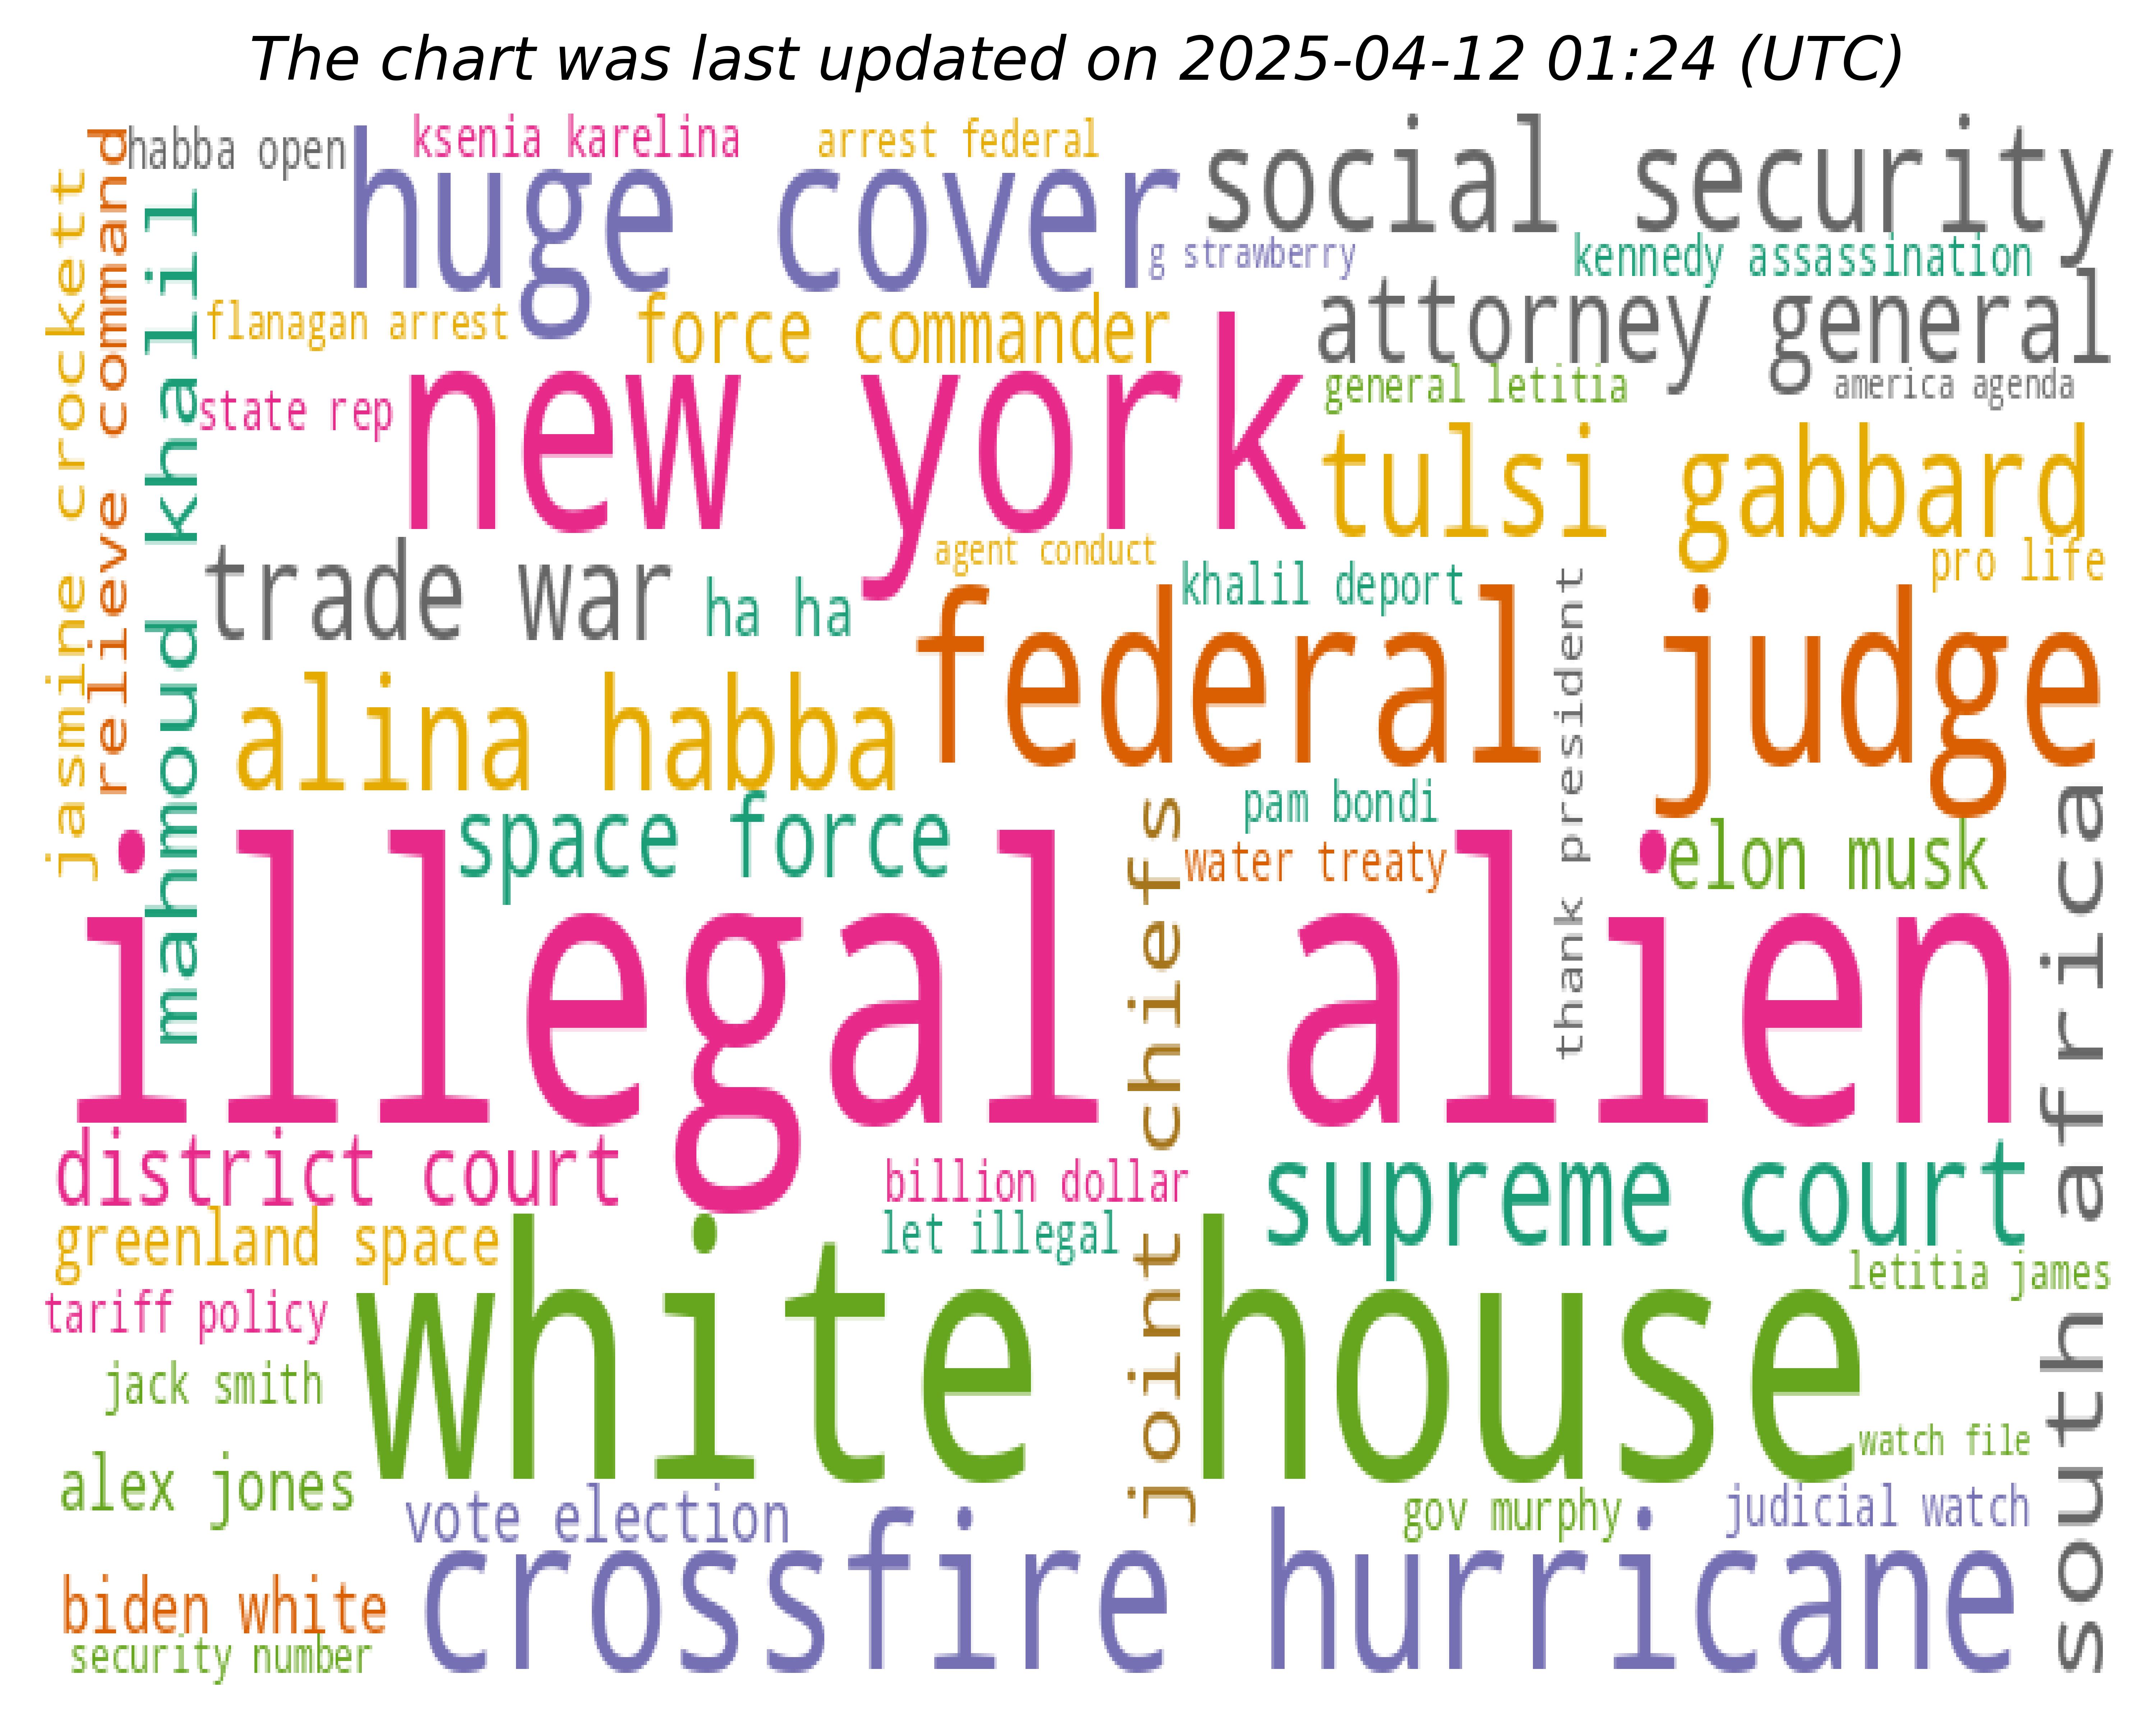 The chart was last updated on 2025-04-12 01:24 (UTC)
habba open
ksenia karelina
arrest federal
huge cover
social security
g strawberry
kennedy assassination
jasmine crockett
relieve command
mahmoud khalil
flanagan arrest
force commander
attorney general
state rep
new york
general letitia
america agenda
tulsi gabbard
trade war
agent conduct
pro life
ha ha
khalil deport
federal judge
thank president
alina habba
space force
pam bondi
water treaty
elon musk
illegal alien
joint chiefs
south africa
district court
billion dollar
supreme court
greenland space
let illegal
letitia james
tariff policy
white house
jack smith
watch file
alex jones
vote election
gov murphy
judicial watch
crossfire hurricane
biden white
security number